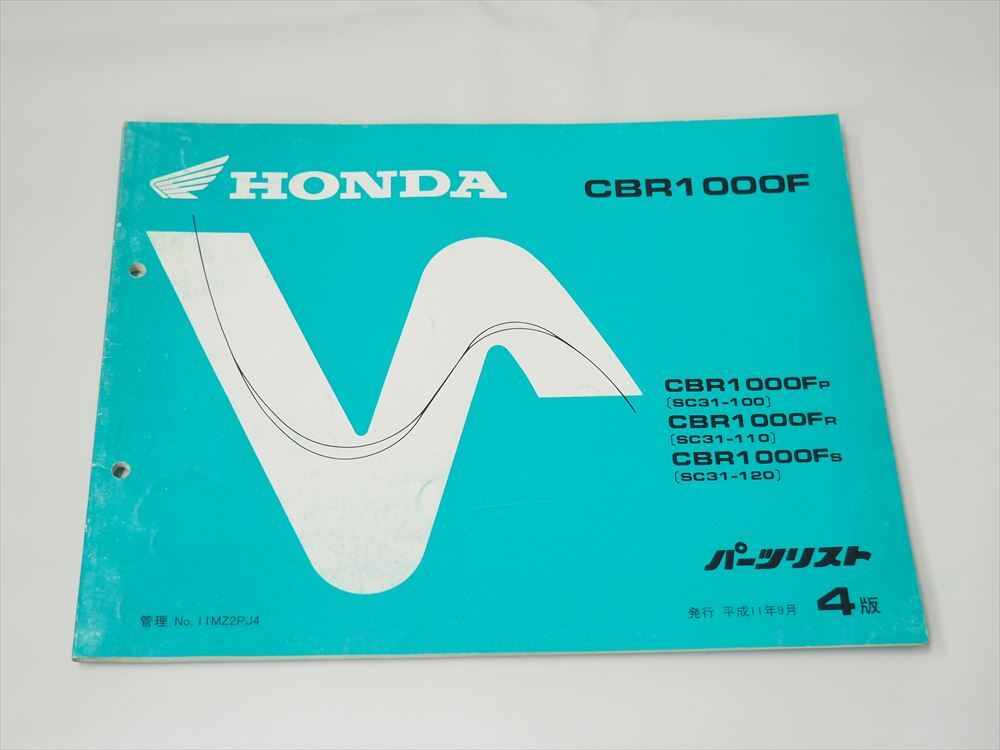 HONDA
CBR1000F
CBR1000FP
〔SC31-100〕
CBR1000FR
〔SC31-110〕
CBR1000FS
〔SC31-120〕
パーツリスト
管理 No. 11MZ2PJ4
発行 平成11年9月 4版